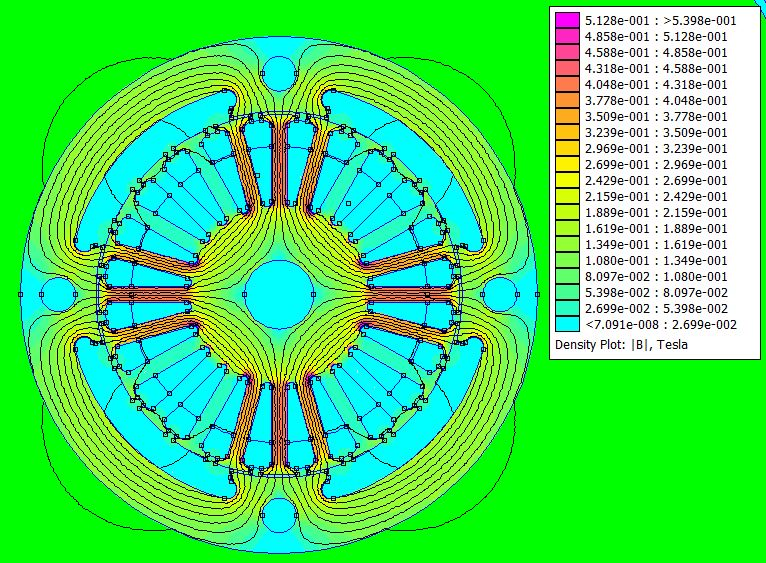 5.128e-001 : >5.398e-001
4.858e-001 : 5.128e-001
4.588e-001 : 4.858e-001
4.318e-001 : 4.588e-001
4.048e-001 : 4.318e-001
3.778e-001 : 4.048e-001
3.509e-001 : 3.778e-001
3.239e-001 : 3.509e-001
2.969e-001 : 3.239e-001
2.699e-001 : 2.969e-001
2.429e-001 : 2.699e-001
2.159e-001 : 2.429e-001
1.889e-001 : 2.159e-001
1.619e-001 : 1.889e-001
1.349e-001 : 1.619e-001
1.080e-001 : 1.349e-001
8.097e-002 : 1.080e-001
5.398e-002 : 8.097e-002
2.699e-002 : 5.398e-002
<7.091e-008 : 2.699e-002
Density Plot: |B|, Tesla